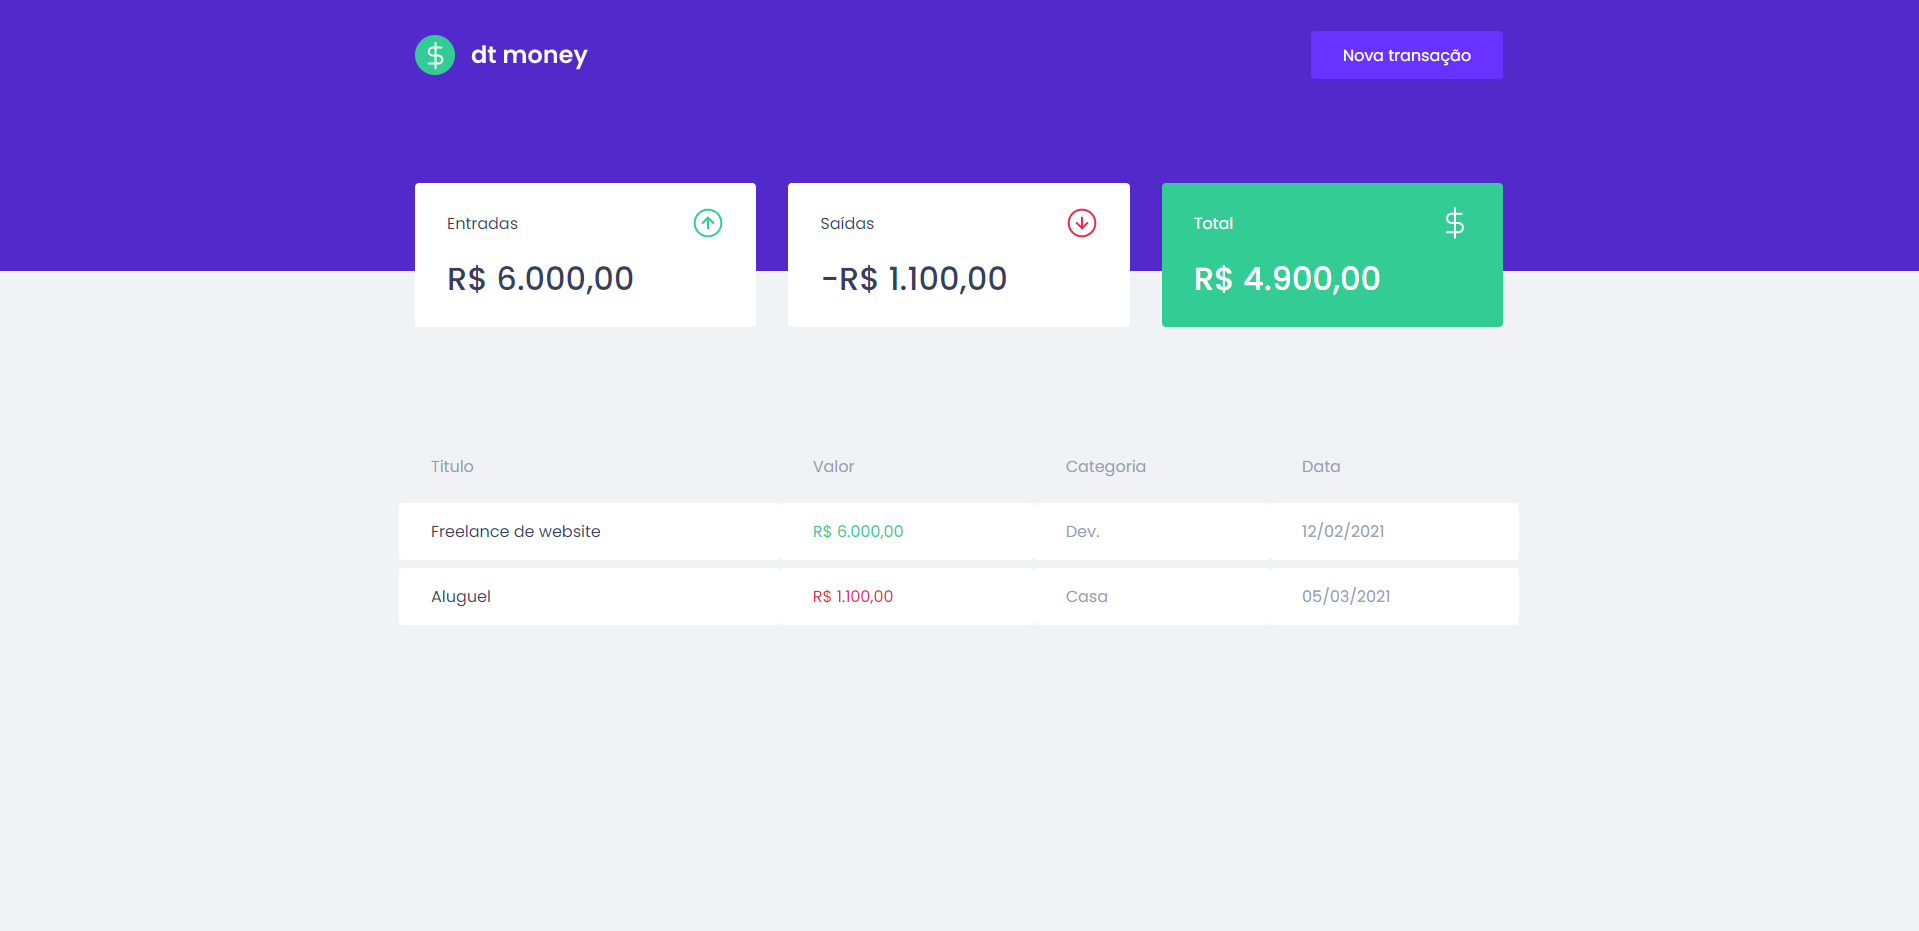 dt money
Nova transação
Entradas
R$ 6.000,00
Saídas
-R$ 1.100,00
Total
R$ 4.900,00
Titulo Valor Categoria Data
Freelance de website R$ 6.000,00 Dev. 12/02/2021
Aluguel R$ 1.100,00 Casa 05/03/2021